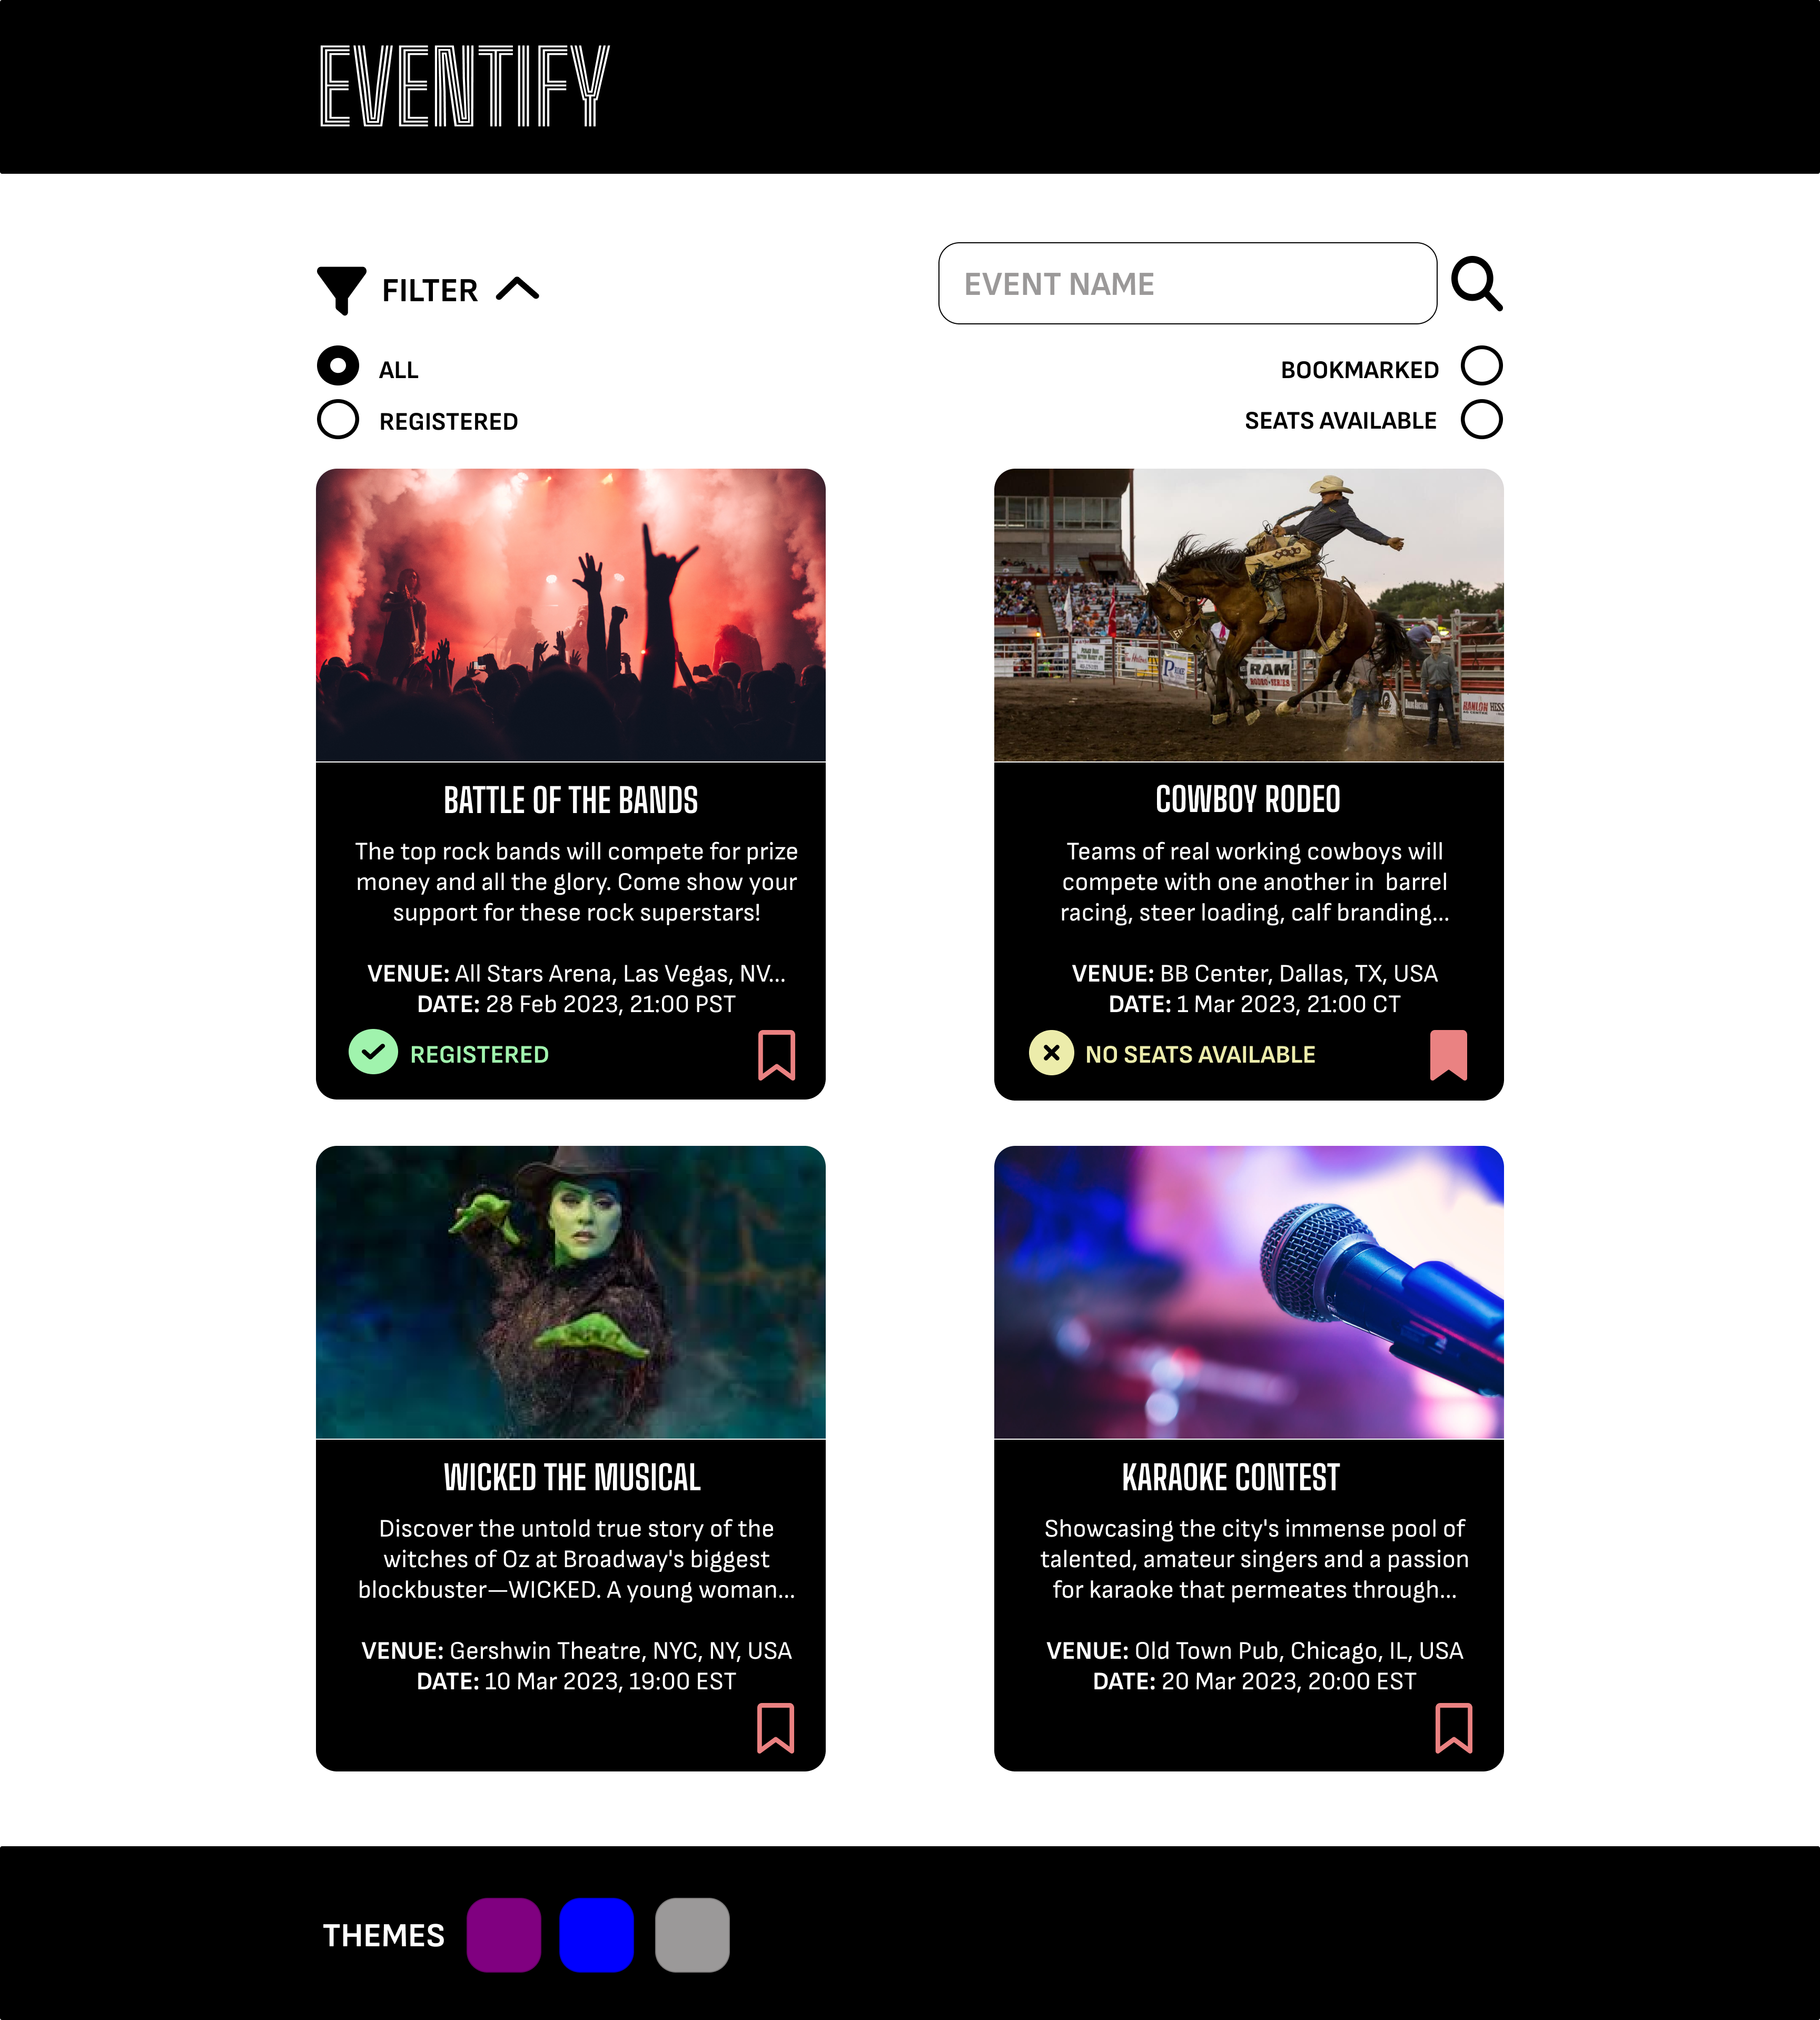 EVENTIFY
FILTER
EVENT NAME
ALL
BOOKMARKED
REGISTERED
SEATS AVAILABLE
RAM
RODEO
BATTLE OF THE BANDS
The top rock bands will compete for prize
money and all the glory. Come show your
support for these rock superstars!
VENUE: All Stars Arena, Las Vegas, NV...
DATE: 28 Feb 2023, 21:00 PST
REGISTERED
COWBOY RODEO
Teams of real working cowboys will
compete with one another in barrel
racing, steer loading, calf branding...
VENUE: BB Center, Dallas, TX, USA
DATE: 1 Mar 2023, 21:00 CT
NO SEATS AVAILABLE
WICKED THE MUSICAL
Discover the untold true story of the
witches of Oz at Broadway's biggest
blockbuster—WICKED. A young woman...
VENUE: Gershwin Theatre, NYC, NY, USA
DATE: 10 Mar 2023, 19:00 EST
KARAOKE CONTEST
Showcasing the city's immense pool of
talented, amateur singers and a passion
for karaoke that permeates through...
VENUE: Old Town Pub, Chicago, IL, USA
DATE: 20 Mar 2023, 20:00 EST
THEMES